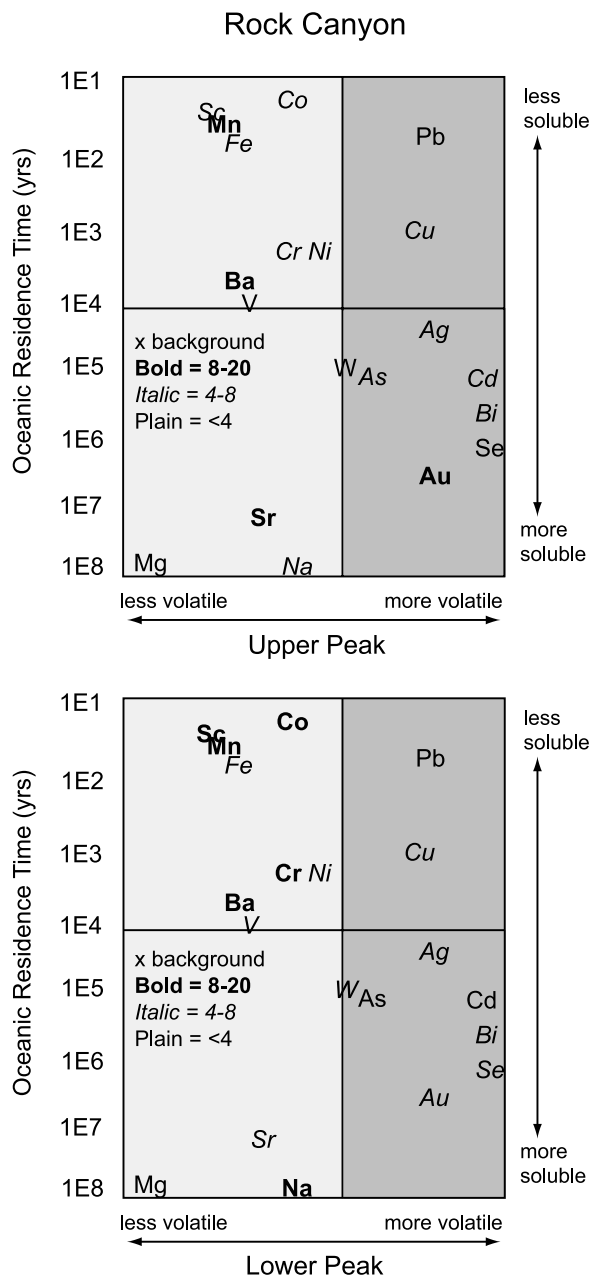 Rock Canyon
Oceanic Residence Time (yrs)
1E1
1E2
1E3
1E4
1E5
1E6
1E7
1E8
Sc
Co
Mn
Fe
Pb
Cu
Cr Ni
Ba
V
Ag
x background
Bold = 8-20
Italic = 4-8
Plain = <4
W
As
Cd
Bi
Se
Au
Sr
Mg
Na
less soluble
more soluble
less volatile
more volatile
Upper Peak
Oceanic Residence Time (yrs)
1E1
1E2
1E3
1E4
1E5
1E6
1E7
1E8
Sc
Co
Mn
Fe
Pb
Cu
Cr Ni
Ba
V
Ag
x background
Bold = 8-20
Italic = 4-8
Plain = <4
W
As
Cd
Bi
Se
Au
Sr
Mg
Na
less soluble
more soluble
less volatile
more volatile
Lower Peak